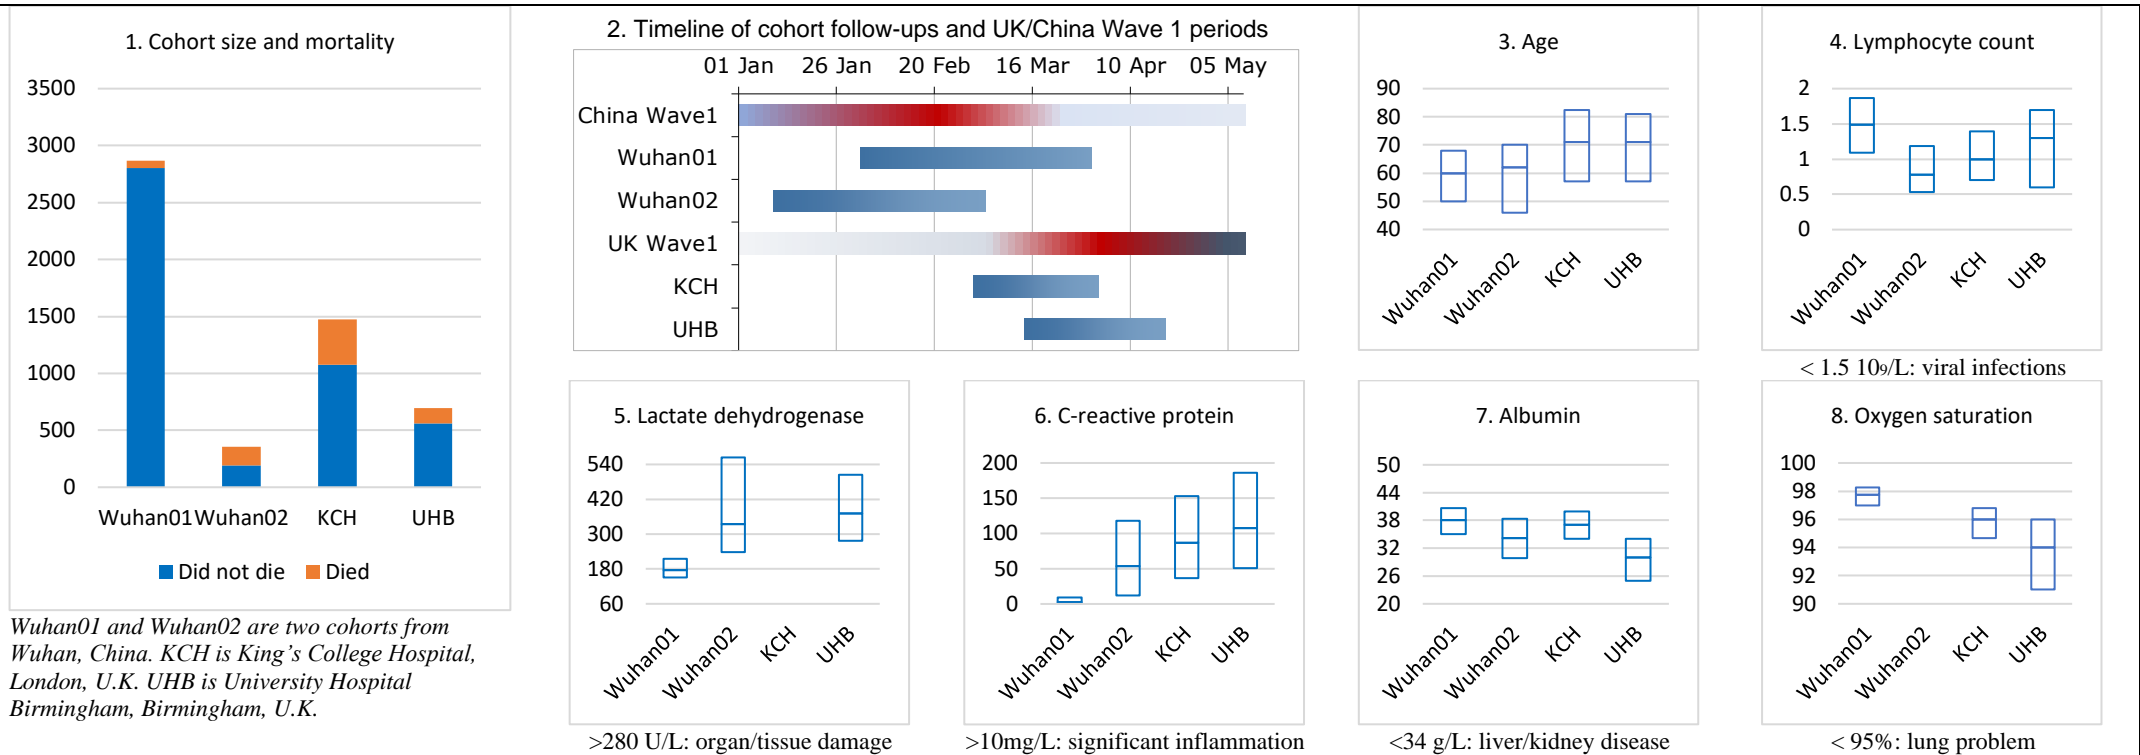 1. Cohort size and mortality
3500
3000
2500
2000
1500
1000
500
0
Wuhan01 Wuhan02 KCH UHB
Did not die Died
Wuhan01 and Wuhan02 are two cohorts from
Wuhan, China. KCH is King's College Hospital,
London, U.K. UHB is University Hospital
Birmingham, Birmingham, U.K.
2. Timeline of cohort follow-ups and UK/China Wave 1 periods
01 Jan 26 Jan 20 Feb 16 Mar 10 Apr 05 May
China Wave1
Wuhan01
Wuhan02
UK Wave1
KCH
UHB
3. Age
90
80
70
60
50
40
Wuhan01 Wuhan02 KCH UHB
4. Lymphocyte count
2
1.5
1
0.5
0
Wuhan01 Wuhan02 KCH UHB
< 1.5 10₉/L: viral infections
5. Lactate dehydrogenase
540
420
300
180
60
Wuhan01 Wuhan02 KCH UHB
>280 U/L: organ/tissue damage
6. C-reactive protein
200
150
100
50
0
Wuhan01 Wuhan02 KCH UHB
>10mg/L: significant inflammation
7. Albumin
50
44
38
32
26
20
Wuhan01 Wuhan02 KCH UHB
<34 g/L: liver/kidney disease
8. Oxygen saturation
100
98
96
94
92
90
Wuhan01 Wuhan02 KCH UHB
< 95%: lung problem